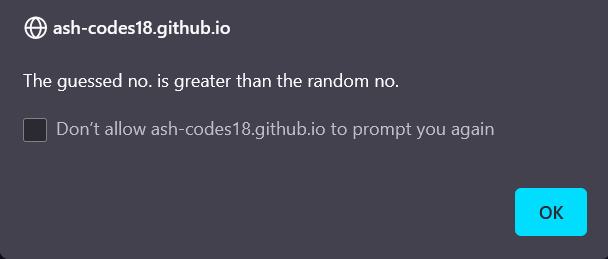 ash-codes18.github.io
The guessed no. is greater than the random no.
Don’t allow ash-codes18.github.io to prompt you again
OK